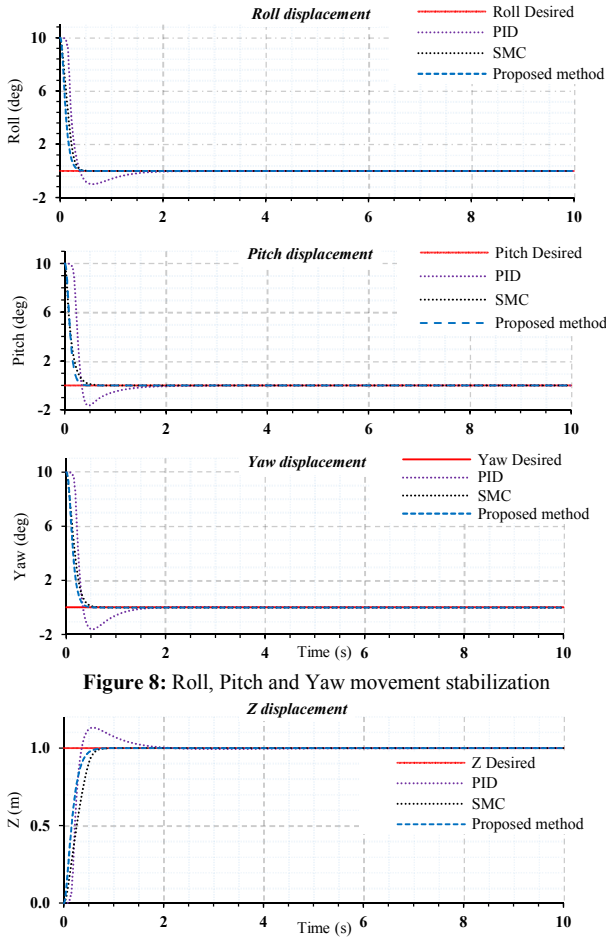 Roll displacement
Roll Desired
PID
SMC
Proposed method
Roll (deg)
10
6
2
-2
0 2 4 6 8 10
Pitch displacement
Pitch Desired
PID
SMC
Proposed method
Pitch (deg)
10
6
2
-2
0 2 4 6 8 10
Yaw displacement
Yaw Desired
PID
SMC
Proposed method
Yaw (deg)
10
6
2
-2
0 2 4 6 8 10
Time (s)
Figure 8: Roll, Pitch and Yaw movement stabilization
Z displacement
Z Desired
PID
SMC
Proposed method
Z (m)
1.0
0.5
0.0
0 2 4 6 8 10
Time (s)